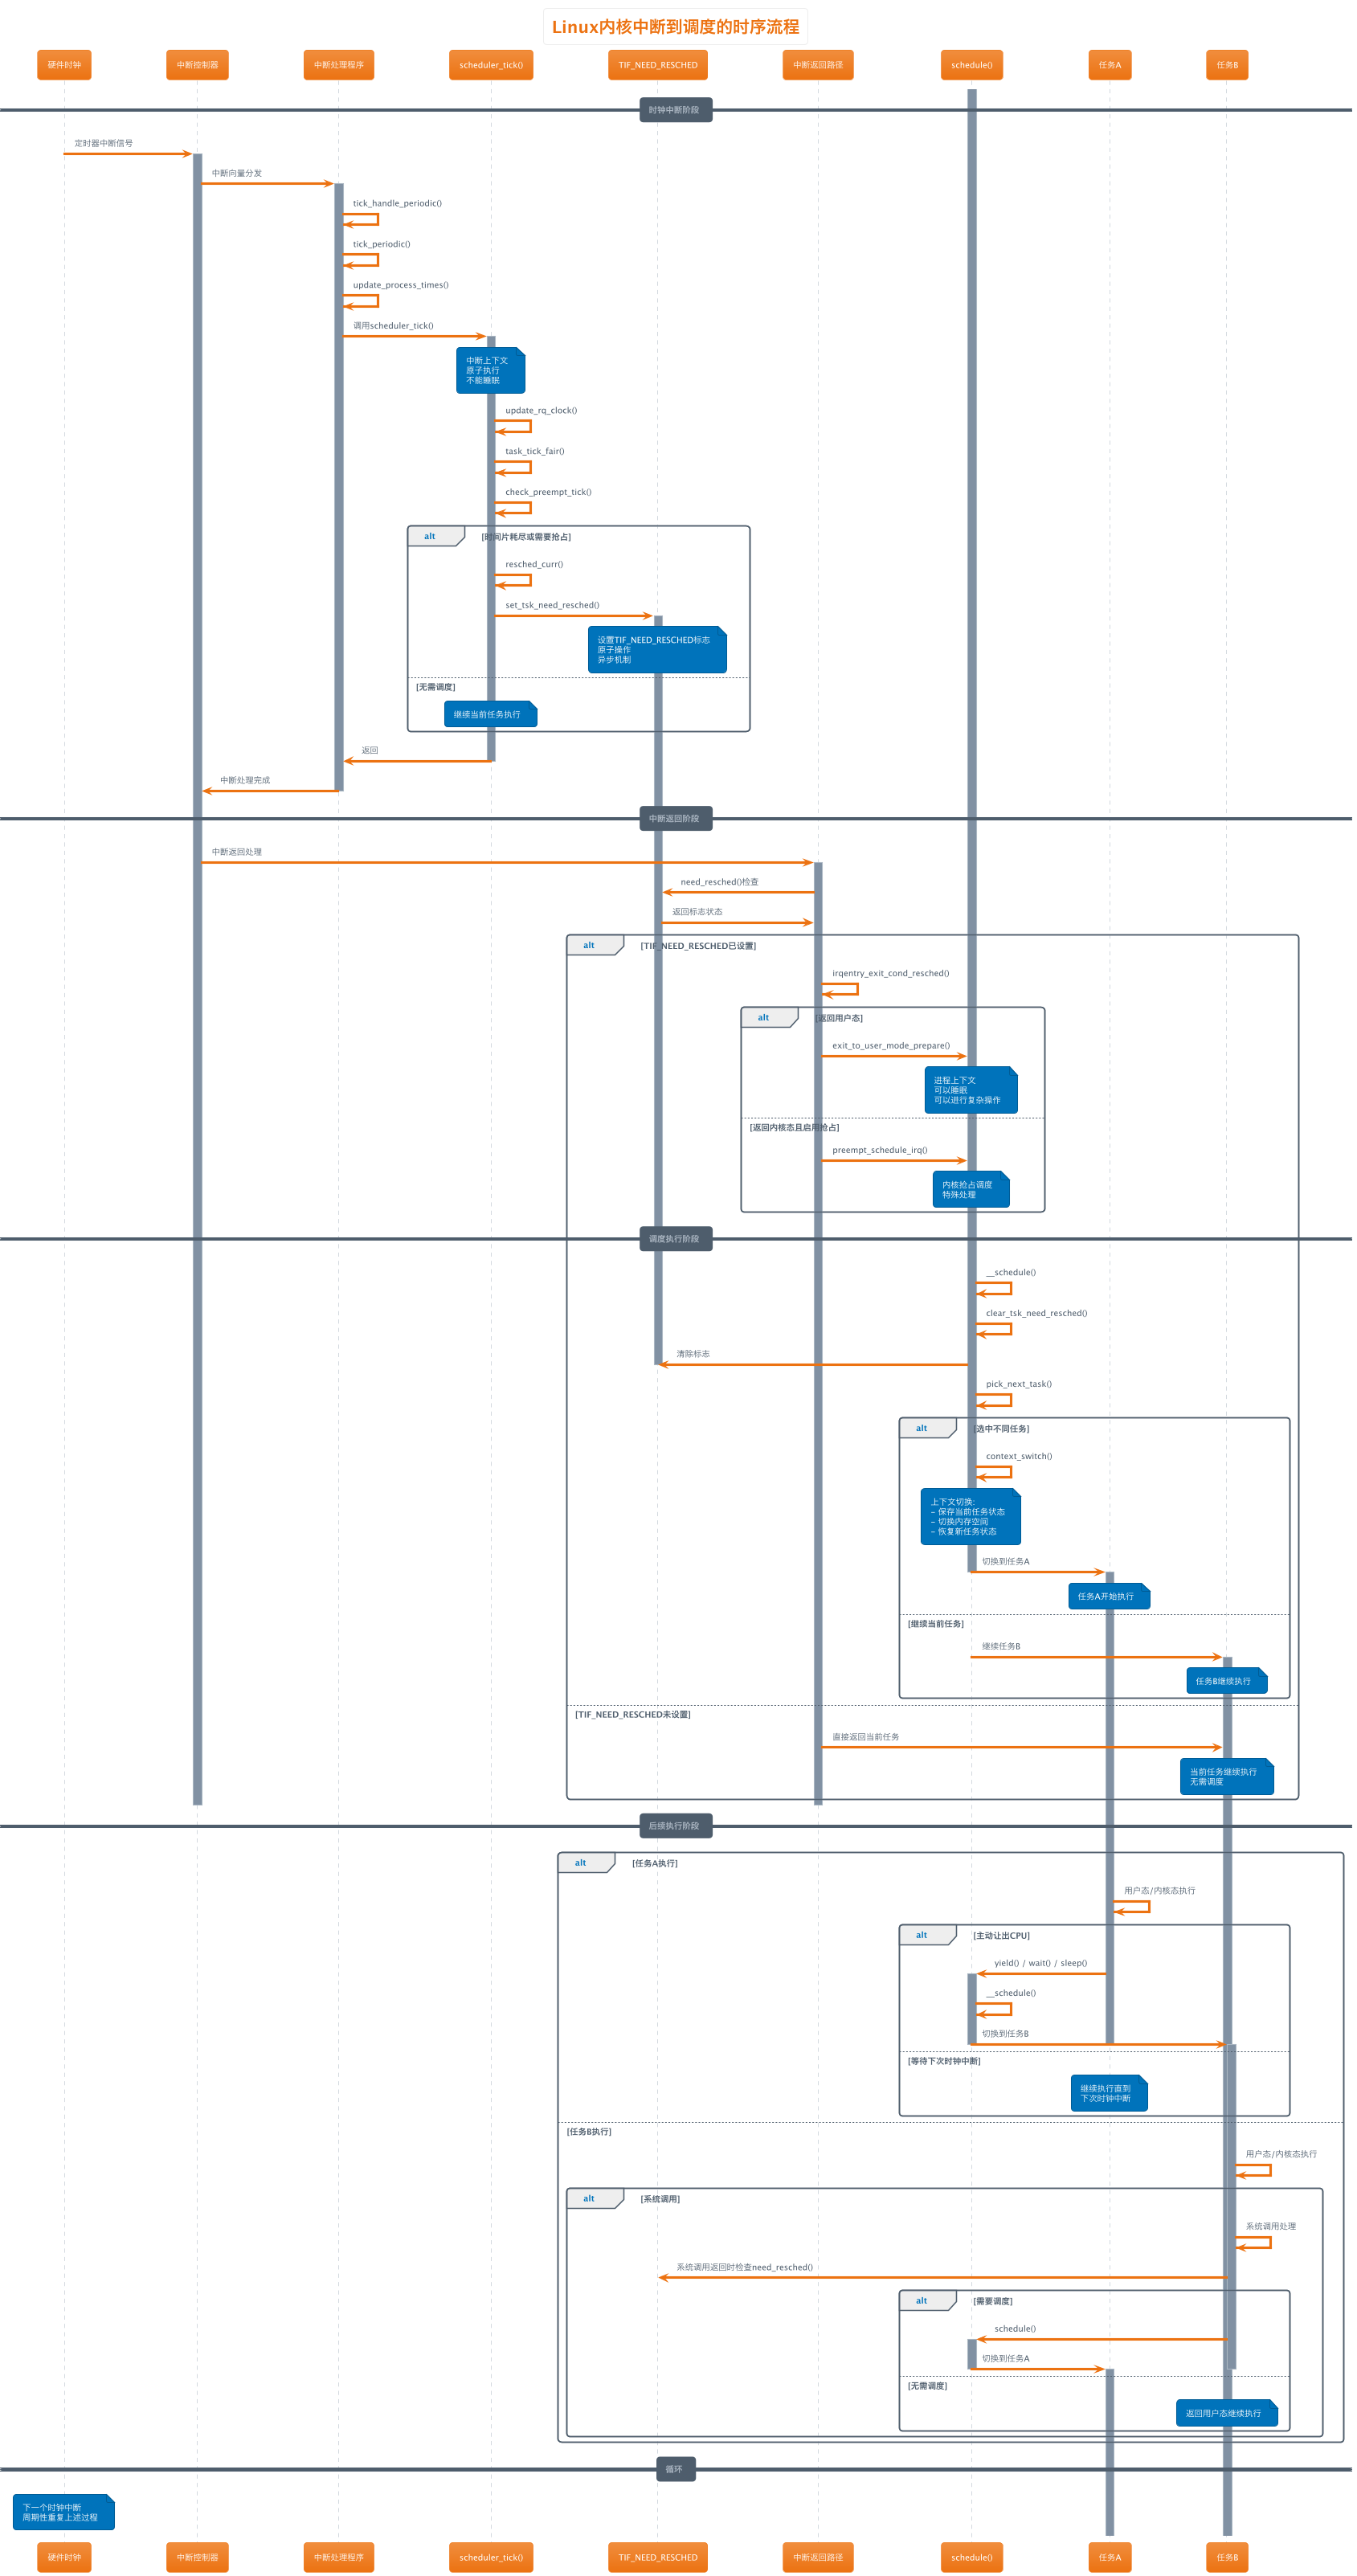 Linux内核中断到调度的时序流程
硬件时钟
中断控制器
中断处理程序
scheduler_tick()
TIF_NEED_RESCHED
中断返回路径
schedule()
任务A
任务B
时钟中断阶段
定时器中断信号
中断向量分发
tick_handle_periodic()
tick_periodic()
update_process_times()
调用scheduler_tick()
中断上下文
原子执行
不能睡眠
update_rq_clock()
task_tick_fair()
check_preempt_tick()
alt
[时间片耗尽或需要抢占]
resched_curr()
set_tsk_need_resched()
设置TIF_NEED_RESCHED标志
原子操作
异步机制
[无需调度]
继续当前任务执行
返回
中断处理完成
中断返回阶段
中断返回处理
need_resched()检查
返回标志状态
alt
[TIF_NEED_RESCHED已设置]
irqentry_exit_cond_resched()
alt
[返回用户态]
exit_to_user_mode_prepare()
进程上下文
可以睡眠
可以进行复杂操作
[返回内核态且启用抢占]
preempt_schedule_irq()
内核抢占调度
特殊处理
调度执行阶段
__schedule()
clear_tsk_need_resched()
清除标志
pick_next_task()
alt
[选中不同任务]
context_switch()
上下文切换:
- 保存当前任务状态
- 切换内存空间
- 恢复新任务状态
切换到任务A
任务A开始执行
[继续当前任务]
继续任务B
任务B继续执行
[TIF_NEED_RESCHED未设置]
直接返回当前任务
当前任务继续执行
无需调度
后续执行阶段
alt
[任务A执行]
用户态/内核态执行
alt
[主动让出CPU]
yield() / wait() / sleep()
__schedule()
切换到任务B
[等待下次时钟中断]
继续执行直到
下次时钟中断
[任务B执行]
用户态/内核态执行
alt
[系统调用]
系统调用处理
系统调用返回时检查need_resched()
alt
[需要调度]
schedule()
切换到任务A
[无需调度]
返回用户态继续执行
循环
下一个时钟中断
周期性重复上述过程
硬件时钟
中断控制器
中断处理程序
scheduler_tick()
TIF_NEED_RESCHED
中断返回路径
schedule()
任务A
任务B